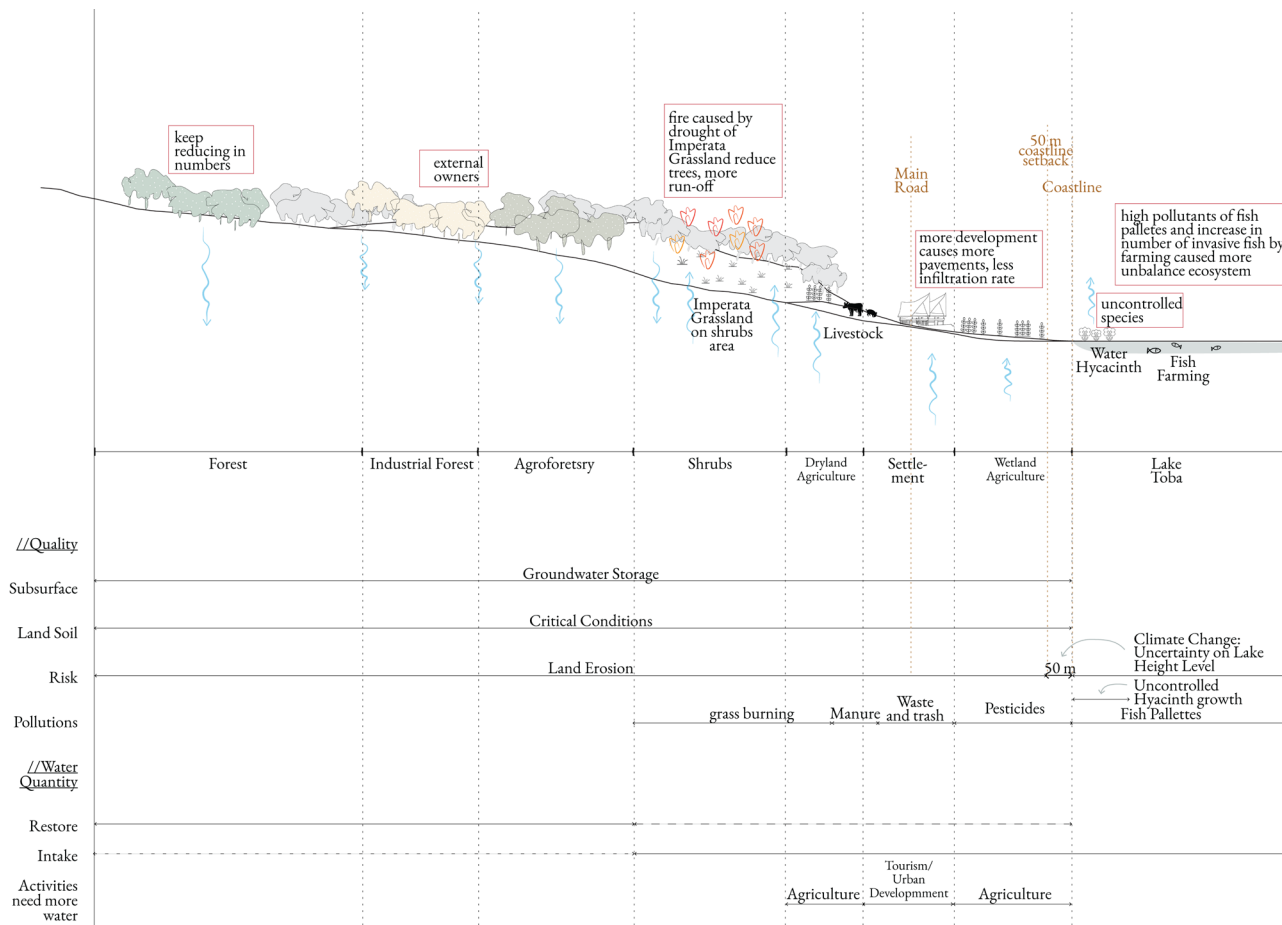 keep
reducing in
numbers
external
owners
fire caused by
drought of
Imperata
Grassland reduce
trees, more
run-off
Main
Road
50 m
coastline
setback
Coastline
high pollutants of fish
palletes and increase in
number of invasive fish by
farming caused more
unbalance ecosystem
more development
causes more
pavements, less
infiltration rate
uncontrolled
species
Imperata
Grassland
on shrubs
area
Livestock
Water
Hycacinth
Fish
Farming
Forest
Industrial Forest
Agroforetsry
Shrubs
Dryland
Agriculture
Settle-
ment
Wetland
Agriculture
Lake
Toba
//Quality
Subsurface
Groundwater Storage
Land Soil
Critical Conditions
Risk
Land Erosion
50 m
Climate Change:
Uncertainty on Lake
Height Level
Uncontrolled
Hyacinth growth
Pollutions
grass burning
Manure
Waste
and trash
Pesticides
Fish Pallettes
//Water
Quantity
Restore
Intake
Activities
need more
water
Agriculture
Tourism/
Urban
Developmment
Agriculture